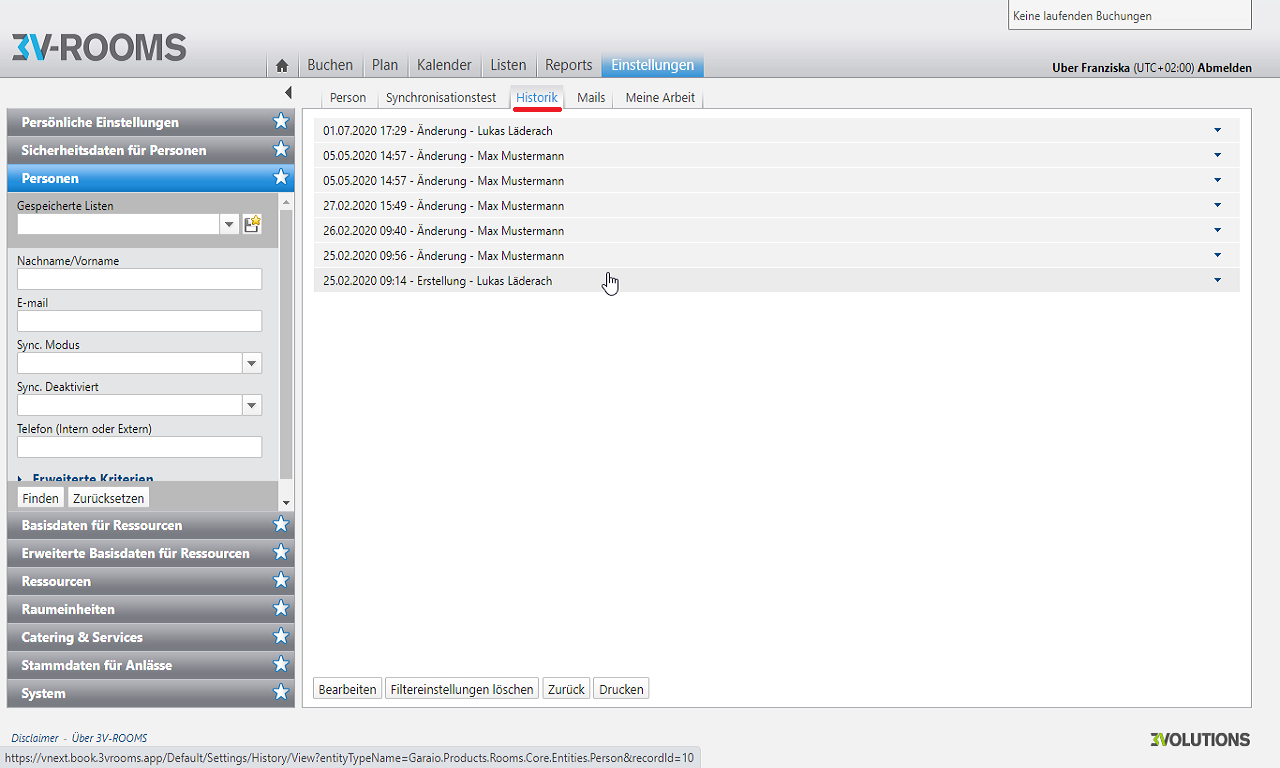 Keine laufenden Buchungen
3V-ROOMS
Buchen Plan Kalender Listen Reports Einstellungen
Uber Franziska (UTC+02:00) Abmelden
Person Synchronisationstest Historik Mails Meine Arbeit
Persönliche Einstellungen
Sicherheitsdaten für Personen
Personen
Gespeicherte Listen
Nachname/Vorname
E-mail
Sync. Modus
Sync. Deaktiviert
Telefon (Intern oder Extern)
Erweiterte Kriterien
Finden Zurücksetzen
Basisdaten für Ressourcen
Erweiterte Basisdaten für Ressourcen
Ressourcen
Raumeinheiten
Catering & Services
Stammdaten für Anlässe
System
01.07.2020 17:29 - Änderung - Lukas Läderach
05.05.2020 14:57 - Änderung - Max Mustermann
05.05.2020 14:57 - Änderung - Max Mustermann
27.02.2020 15:49 - Änderung - Max Mustermann
26.02.2020 09:40 - Änderung - Max Mustermann
25.02.2020 09:56 - Änderung - Max Mustermann
25.02.2020 09:14 - Erstellung - Lukas Läderach
Bearbeiten Filtereinstellungen löschen Zurück Drucken
Disclaimer - Über 3V-ROOMS
3VOLUTIONS
https://vnext.book.3vrooms.app/Default/Settings/History/View?entityTypeName=Garaio.Products.Rooms.Core.Entities.Person&recordId=10